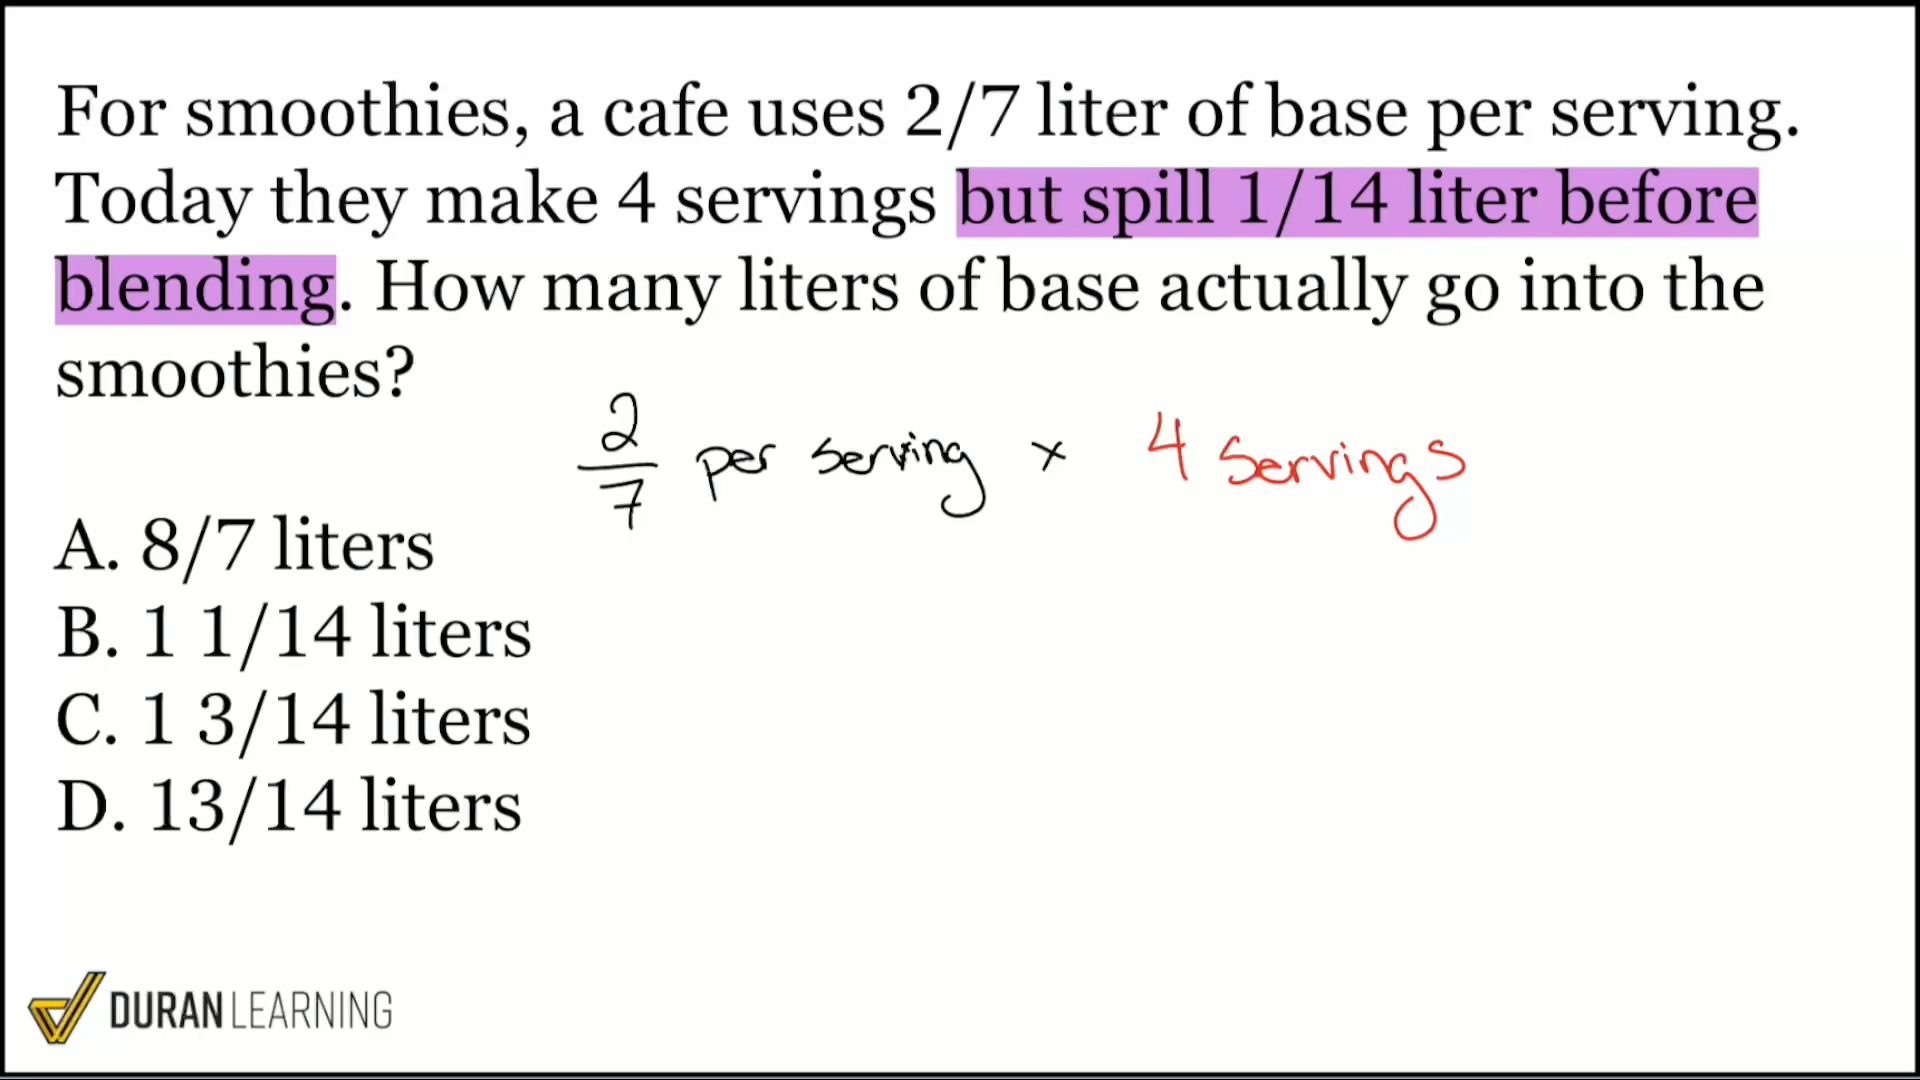 For smoothies, a cafe uses 2/7 liter of base per serving.
Today they make 4 servings but spill 1/14 liter before
blending. How many liters of base actually go into the
smoothies?
2/7 per serving × 4 servings
A. 8/7 liters
B. 1 1/14 liters
C. 1 3/14 liters
D. 13/14 liters
DURAN LEARNING